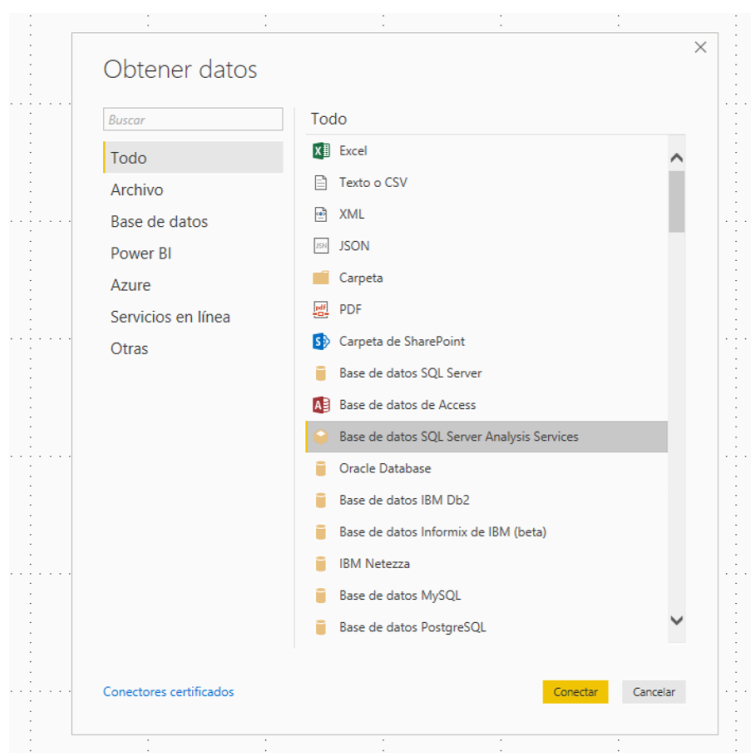 Obtener datos
Buscar
Todo
Archivo
Base de datos
Power BI
Azure
Servicios en línea
Otras
Todo
Excel
Texto o CSV
XML
JSON
Carpeta
PDF
Carpeta de SharePoint
Base de datos SQL Server
Base de datos de Access
Base de datos SQL Server Analysis Services
Oracle Database
Base de datos IBM Db2
Base de datos Informix de IBM (beta)
IBM Netezza
Base de datos MySQL
Base de datos PostgreSQL
Conectores certificados
Conectar
Cancelar